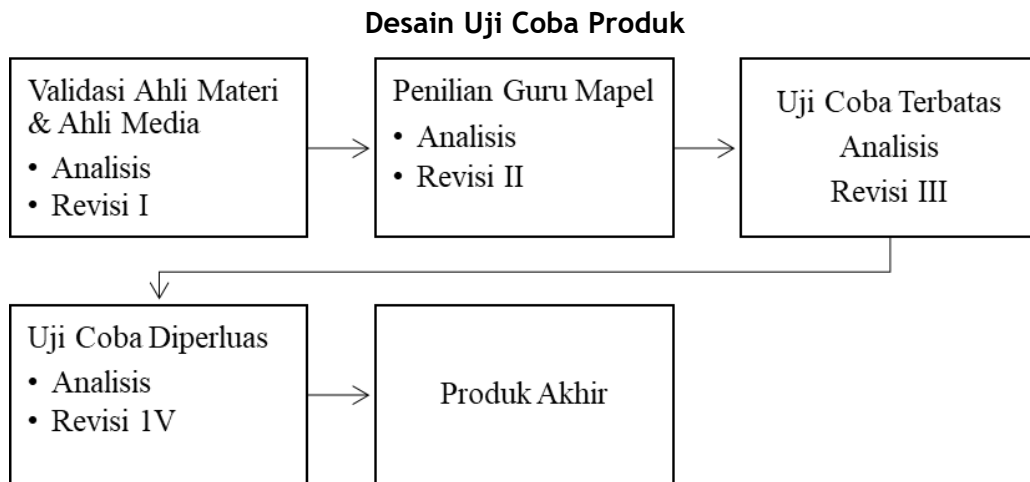 Desain Uji Coba Produk
Validasi Ahli Materi
& Ahli Media
• Analisis
• Revisi I
Penilian Guru Mapel
• Analisis
• Revisi II
Uji Coba Terbatas
Analisis
Revisi III
Uji Coba Diperluas
• Analisis
• Revisi 1V
Produk Akhir